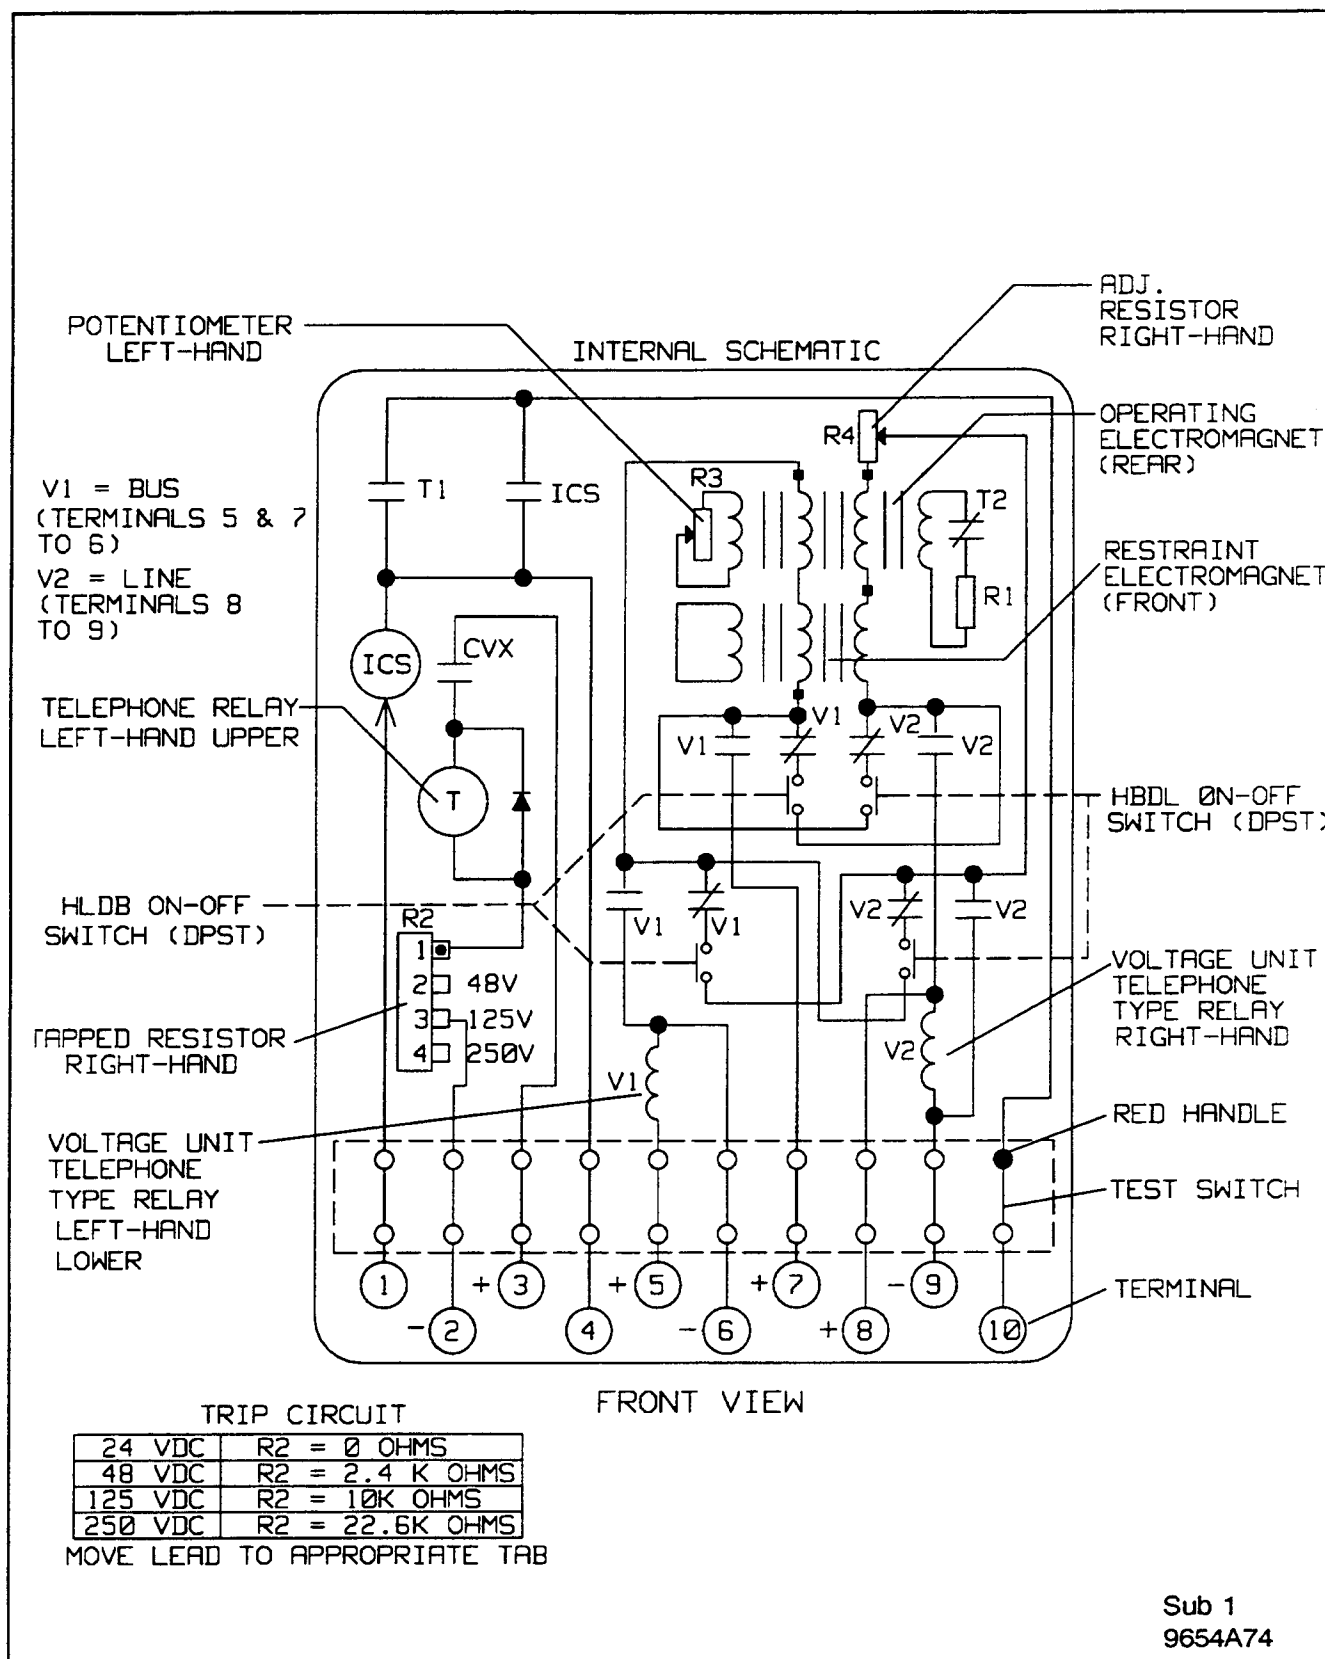 ADJ.
RESISTOR
RIGHT-HAND
POTENTIOMETER
LEFT-HAND
INTERNAL SCHEMATIC
R4
OPERATING
ELECTROMAGNET
(REAR)
V1 = BUS
(TERMINALS 5 & 7
TO 6)
V2 = LINE
(TERMINALS 8
TO 9)
T1
ICS
R3
T2
R1
RESTRAINT
ELECTROMAGNET
(FRONT)
ICS
CVX
TELEPHONE RELAY
LEFT-HAND UPPER
V1
V1
V2
V2
T
HBDL ON-OFF
SWITCH (DPST)
HLDB ON-OFF
SWITCH (DPST)
V1
V1
V2
V2
R2
1
2 48V
3 125V
4 250V
TAPPED RESISTOR
RIGHT-HAND
VOLTAGE UNIT
TELEPHONE
TYPE RELAY
RIGHT-HAND
V1
V2
VOLTAGE UNIT
TELEPHONE
TYPE RELAY
LEFT-HAND
LOWER
RED HANDLE
TEST SWITCH
1 +3 +5 +7 -9
-2 4 -6 +8 10
TERMINAL
FRONT VIEW
TRIP CIRCUIT
24 VDC R2 = 0 OHMS
48 VDC R2 = 2.4 K OHMS
125 VDC R2 = 10K OHMS
250 VDC R2 = 22.6K OHMS
MOVE LEAD TO APPROPRIATE TAB
Sub 1
9654A74